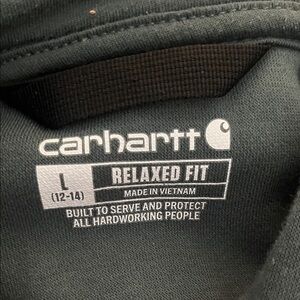 carhartt
L
(12-14)
RELAXED FIT
MADE IN VIETNAM
BUILT TO SERVE AND PROTECT
ALL HARDWORKING PEOPLE